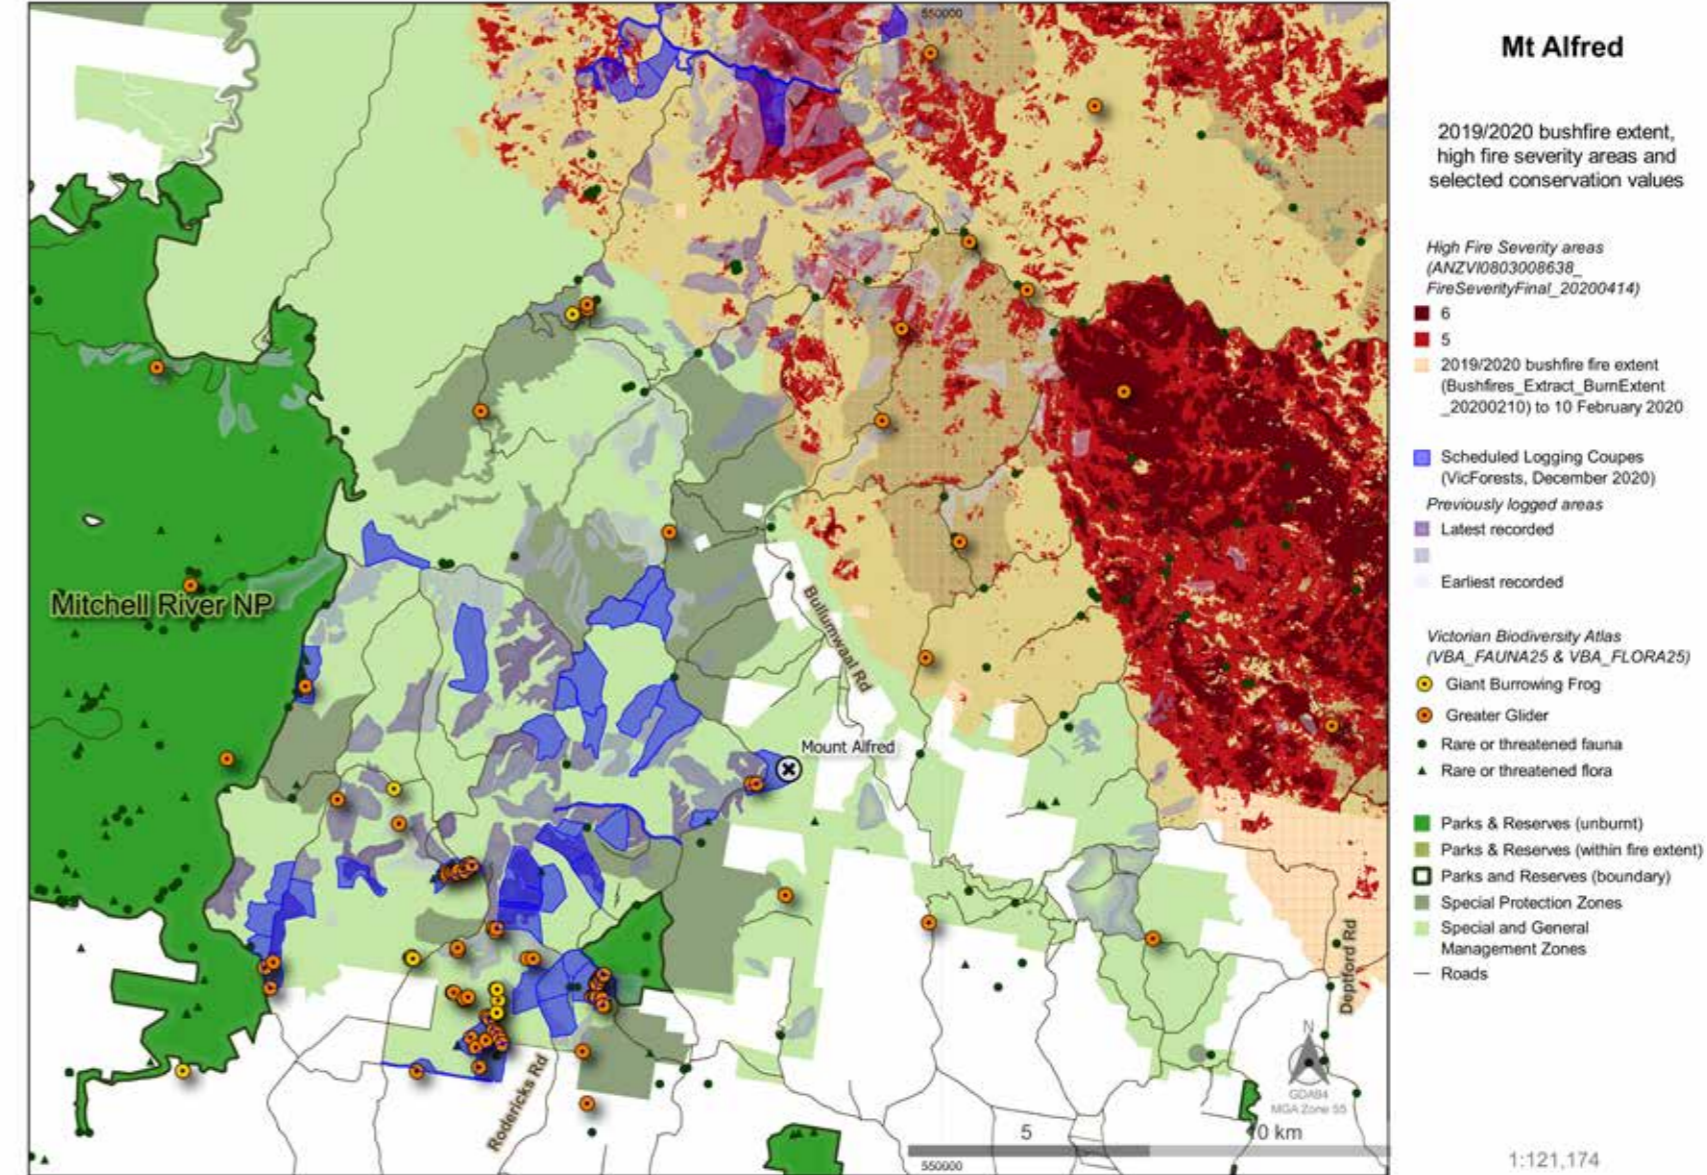 550000
Mitchell River NP
Bullumwaal Rd
Mount Alfred
Rodericks Rd
Deptford Rd
N
GDA94
MGA Zone 55
5
10 km
550000
Mt Alfred
2019/2020 bushfire extent,
high fire severity areas and
selected conservation values
High Fire Severity areas
(ANZVI0803008638_
FireSeverityFinal_20200414)
6
5
2019/2020 bushfire fire extent
(Bushfires_Extract_BurnExtent
_20200210) to 10 February 2020
Scheduled Logging Coupes
(VicForests, December 2020)
Previously logged areas
Latest recorded
Earliest recorded
Victorian Biodiversity Atlas
(VBA_FAUNA25 & VBA_FLORA25)
Giant Burrowing Frog
Greater Glider
Rare or threatened fauna
Rare or threatened flora
Parks & Reserves (unburnt)
Parks & Reserves (within fire extent)
Parks and Reserves (boundary)
Special Protection Zones
Special and General
Management Zones
Roads
1:121,174